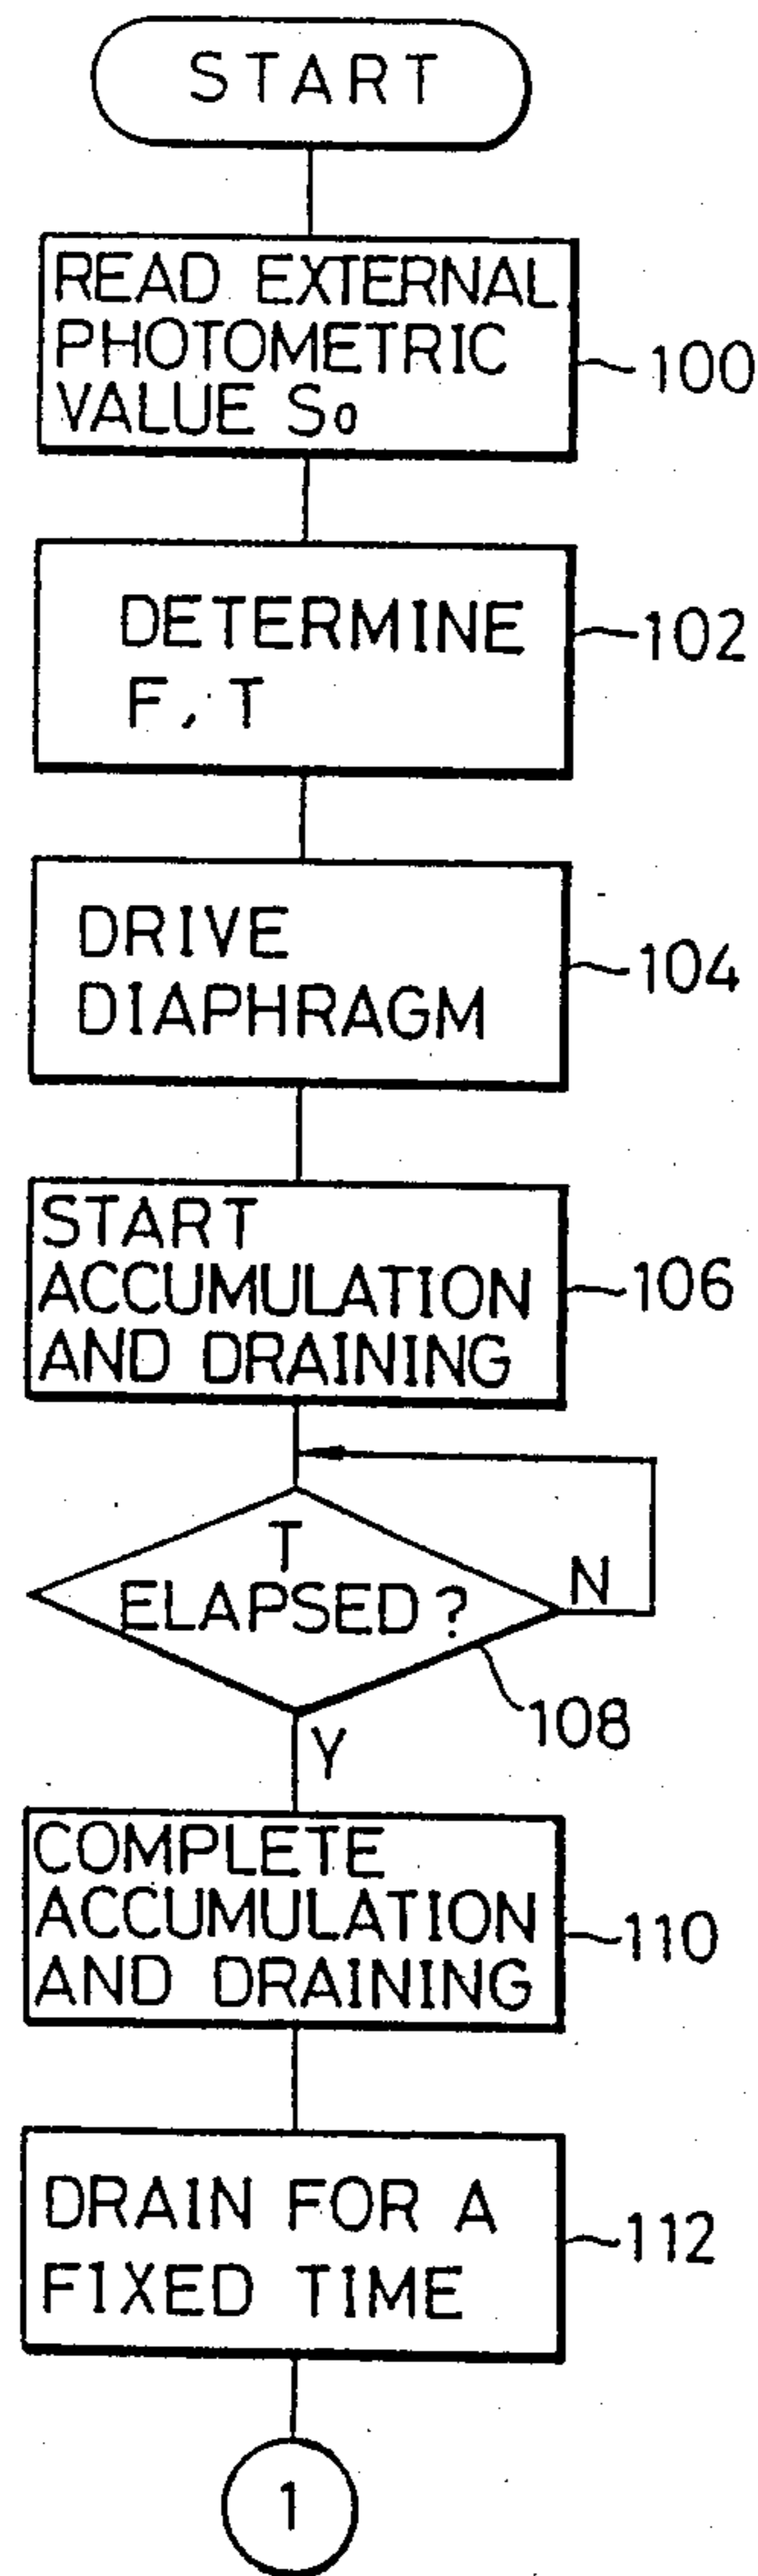 START
READ EXTERNAL
PHOTOMETRIC
VALUE S0
100
DETERMINE
F, T
102
DRIVE
DIAPHRAGM
104
START
ACCUMULATION
AND DRAINING
106
T
ELAPSED?
N
108
Y
COMPLETE
ACCUMULATION
AND DRAINING
110
DRAIN FOR A
FIXED TIME
112
1